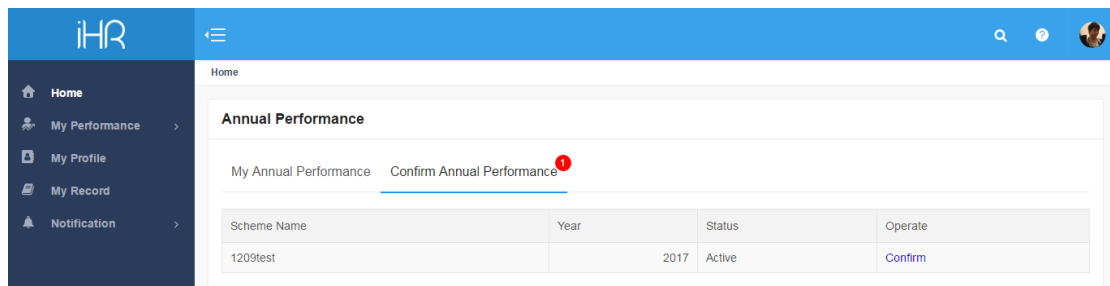 iHR
Home
Home
My Performance
My Profile
My Record
Notification
Annual Performance
My Annual Performance Confirm Annual Performance 1
Scheme Name Year Status Operate
1209test 2017 Active Confirm